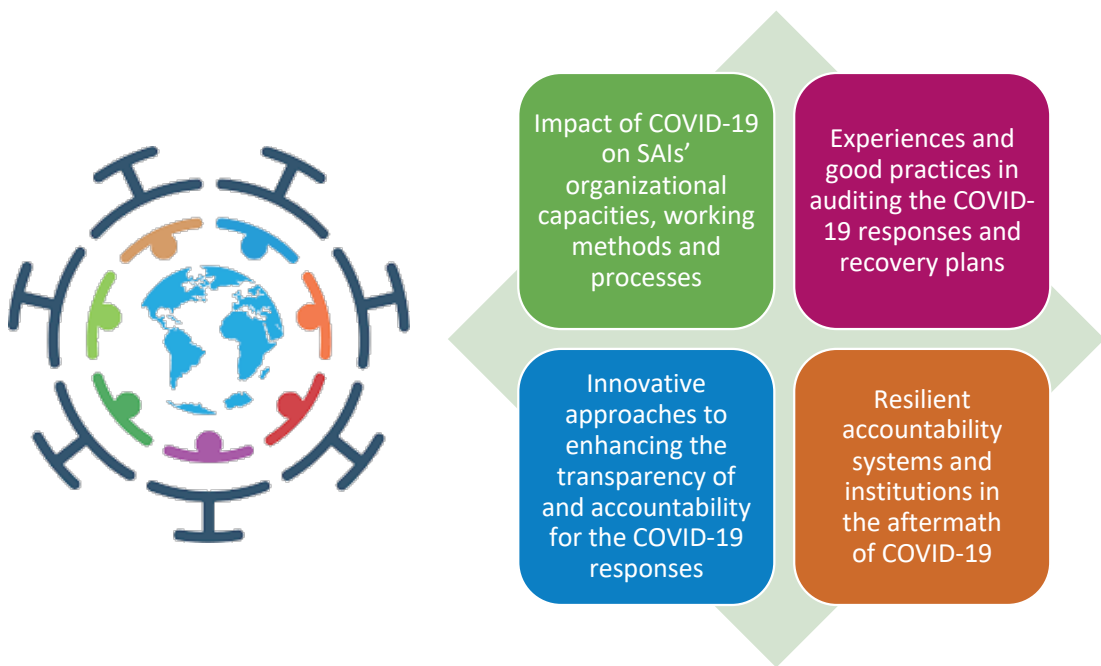 Impact of COVID-19
on SAIs’
organizational
capacities, working
methods and
processes
Experiences and
good practices in
auditing the COVID-
19 responses and
recovery plans
Innovative
approaches to
enhancing the
transparency of
and accountability
for the COVID-19
responses
Resilient
accountability
systems and
institutions in
the aftermath
of COVID-19